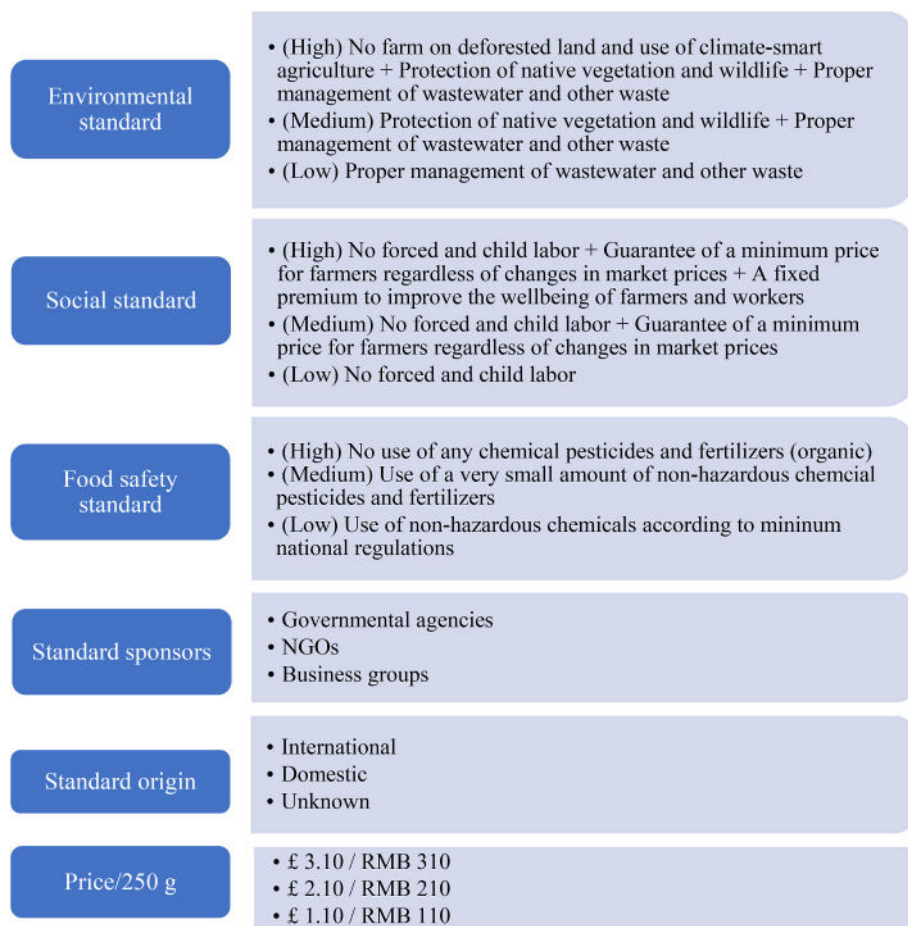 Environmental
standard
• (High) No farm on deforested land and use of climate-smart
agriculture + Protection of native vegetation and wildlife + Proper
management of wastewater and other waste
• (Medium) Protection of native vegetation and wildlife + Proper
management of wastewater and other waste
• (Low) Proper management of wastewater and other waste
Social standard
• (High) No forced and child labor + Guarantee of a minimum price
for farmers regardless of changes in market prices + A fixed
premium to improve the wellbeing of farmers and workers
• (Medium) No forced and child labor + Guarantee of a minimum
price for farmers regardless of changes in market prices
• (Low) No forced and child labor
Food safety
standard
• (High) No use of any chemical pesticides and fertilizers (organic)
• (Medium) Use of a very small amount of non-hazardous chemcial
pesticides and fertilizers
• (Low) Use of non-hazardous chemicals according to mininum
national regulations
Standard sponsors
• Governmental agencies
• NGOs
• Business groups
Standard origin
• International
• Domestic
• Unknown
Price/250 g
• £ 3.10 / RMB 310
• £ 2.10 / RMB 210
• £ 1.10 / RMB 110